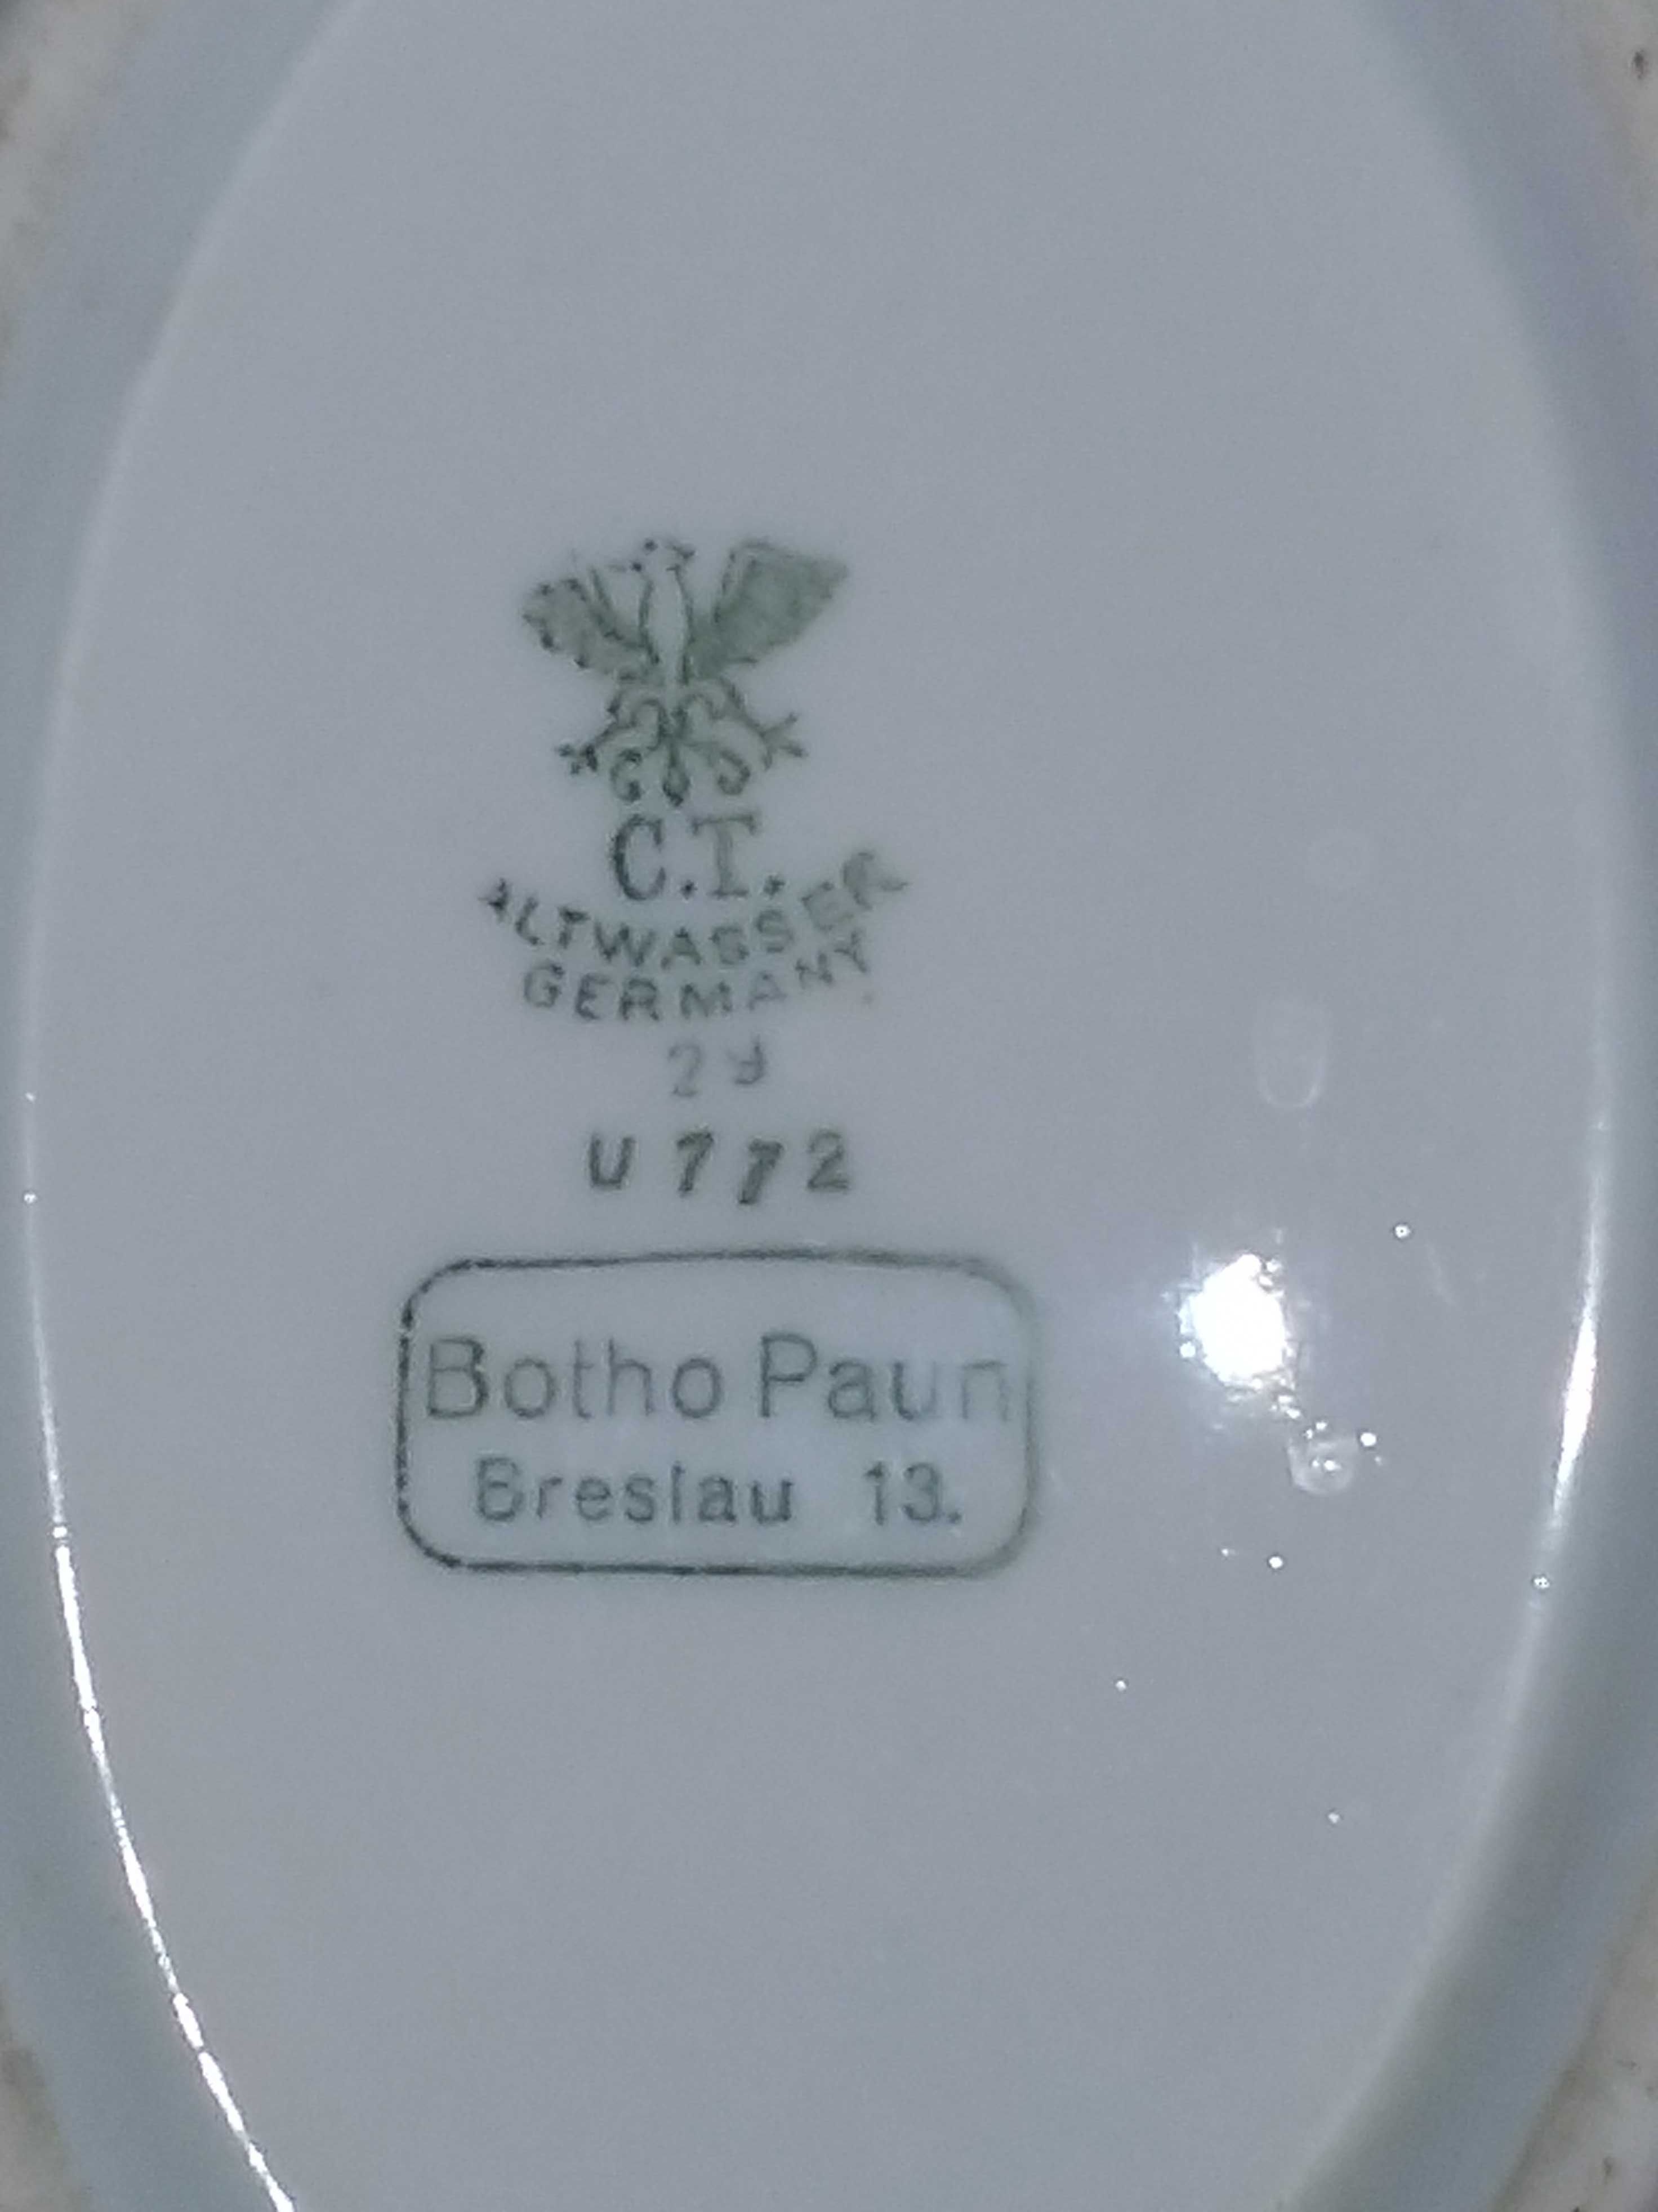 C.T.
ALTWASSER
GERMANY
U 772
Botho Paun
Breslau 13.